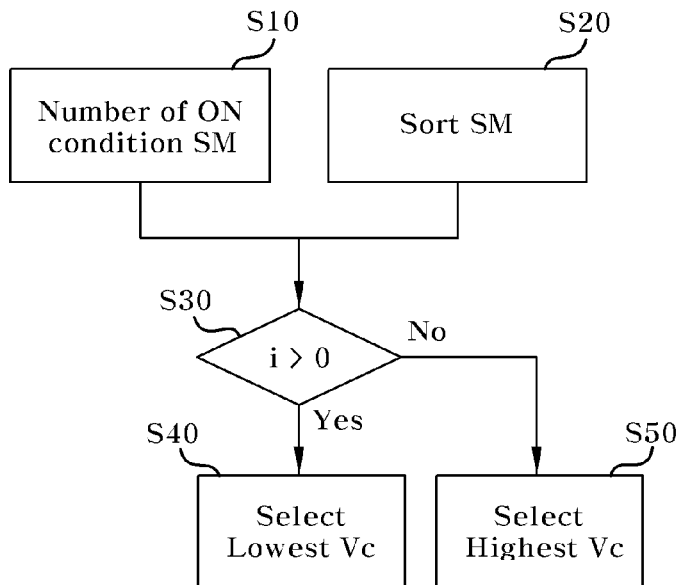 S10
S20
Number of ON
condition SM
Sort SM
S30
i > 0
No
Yes
S40
S50
Select
Lowest Vc
Select
Highest Vc